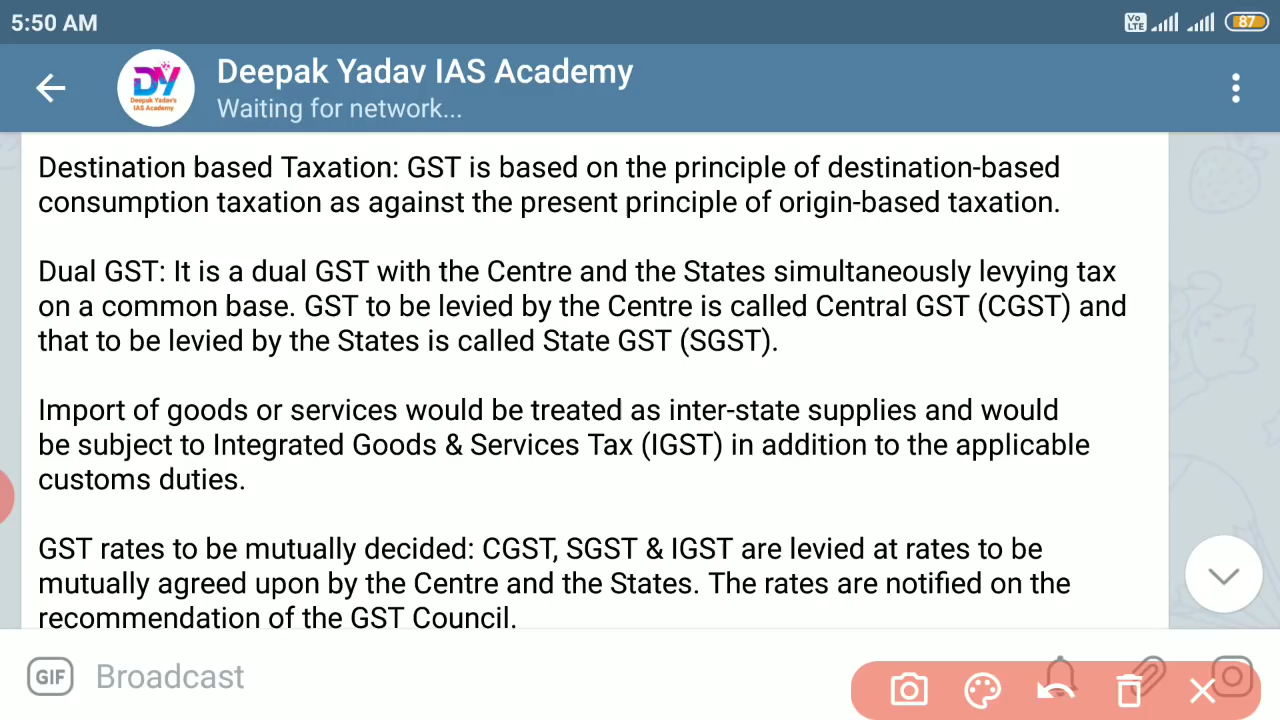 5:50 AM
Vo LTE
87
Deepak Yadav IAS Academy
DY
Deepak Yadav's
IAS Academy
Waiting for network...
Destination based Taxation: GST is based on the principle of destination-based
consumption taxation as against the present principle of origin-based taxation.
Dual GST: It is a dual GST with the Centre and the States simultaneously levying tax
on a common base. GST to be levied by the Centre is called Central GST (CGST) and
that to be levied by the States is called State GST (SGST).
Import of goods or services would be treated as inter-state supplies and would
be subject to Integrated Goods & Services Tax (IGST) in addition to the applicable
customs duties.
GST rates to be mutually decided: CGST, SGST & IGST are levied at rates to be
mutually agreed upon by the Centre and the States. The rates are notified on the
recommendation of the GST Council.
GIF
Broadcast